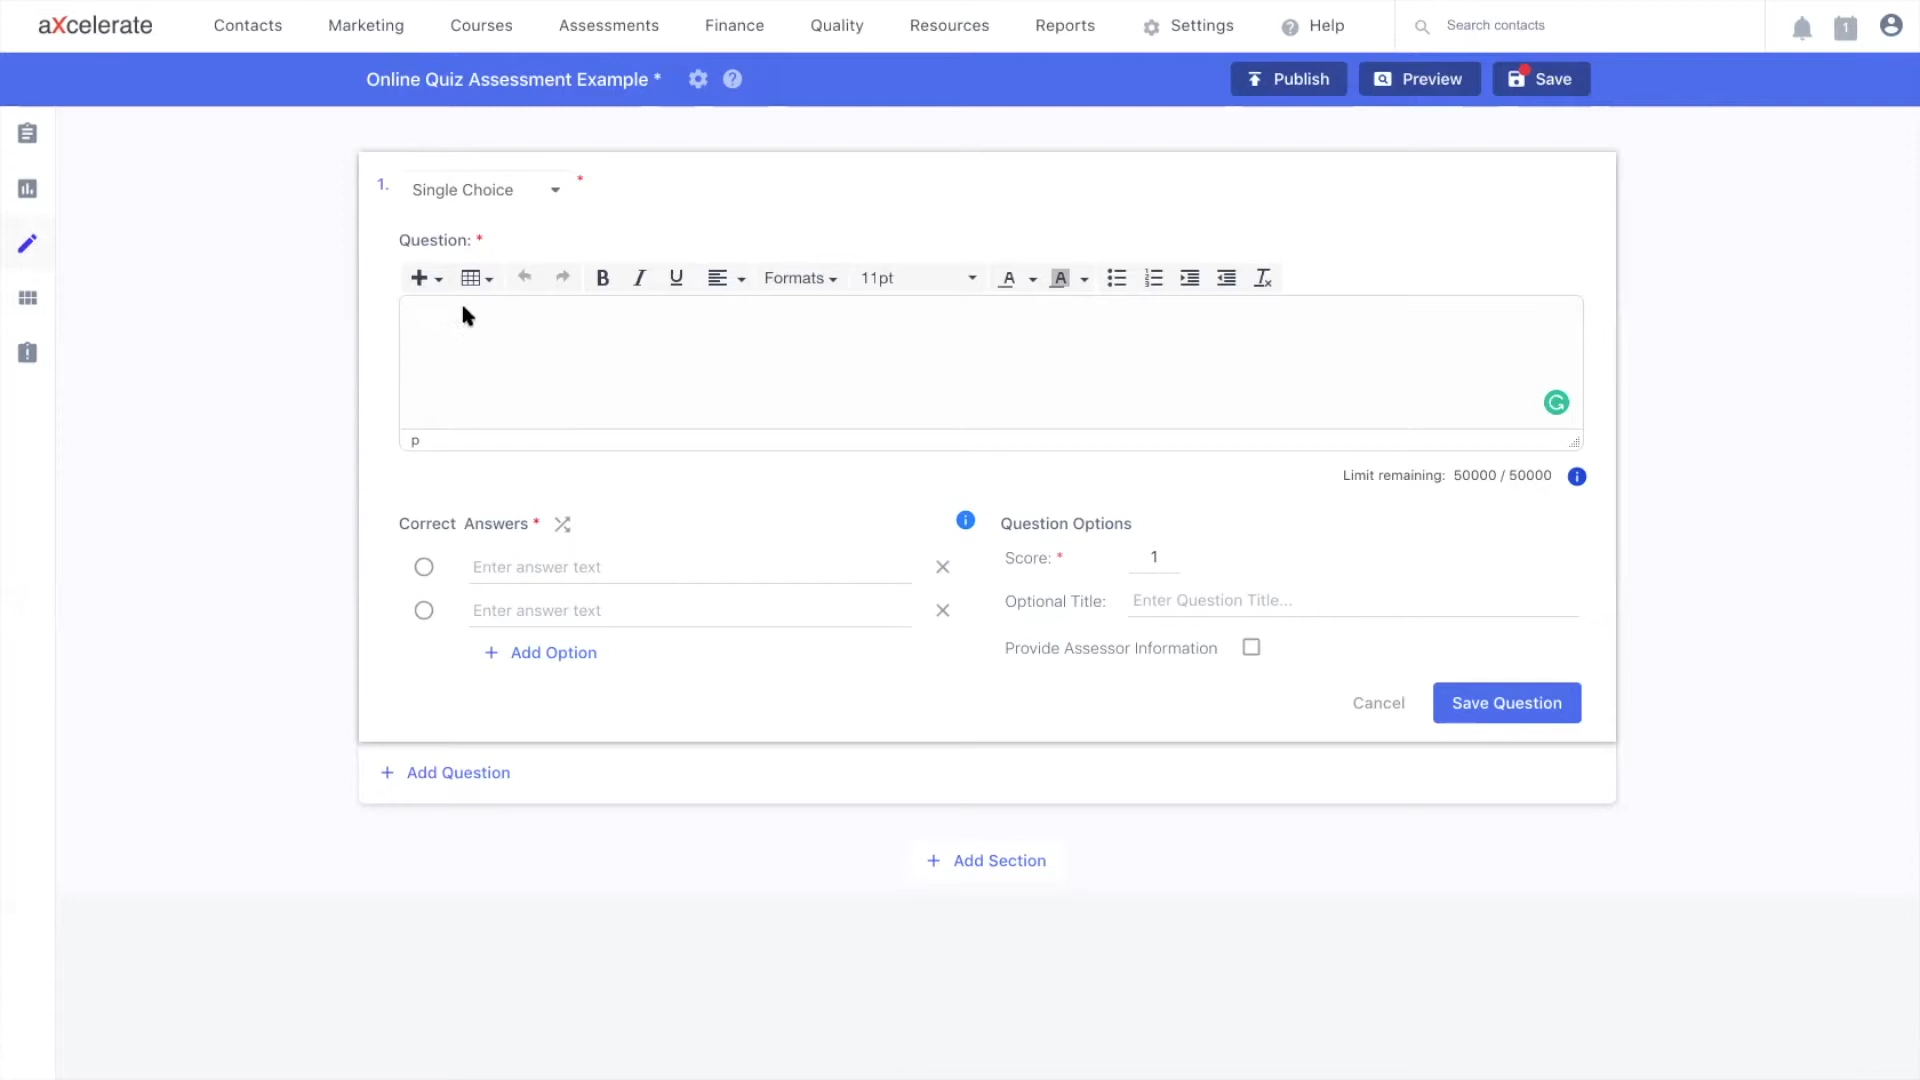 aXcelerate Contacts Marketing Courses Assessments Finance Quality Resources Reports Settings Help Search contacts 1
Online Quiz Assessment Example * Publish Preview Save
1. Single Choice *
Question: *
B I U Formats 11pt A A
p
Limit remaining: 50000 / 50000
Correct Answers *
Enter answer text
Enter answer text
+ Add Option
Question Options
Score: * 1
Optional Title: Enter Question Title...
Provide Assessor Information
Cancel Save Question
+ Add Question
+ Add Section